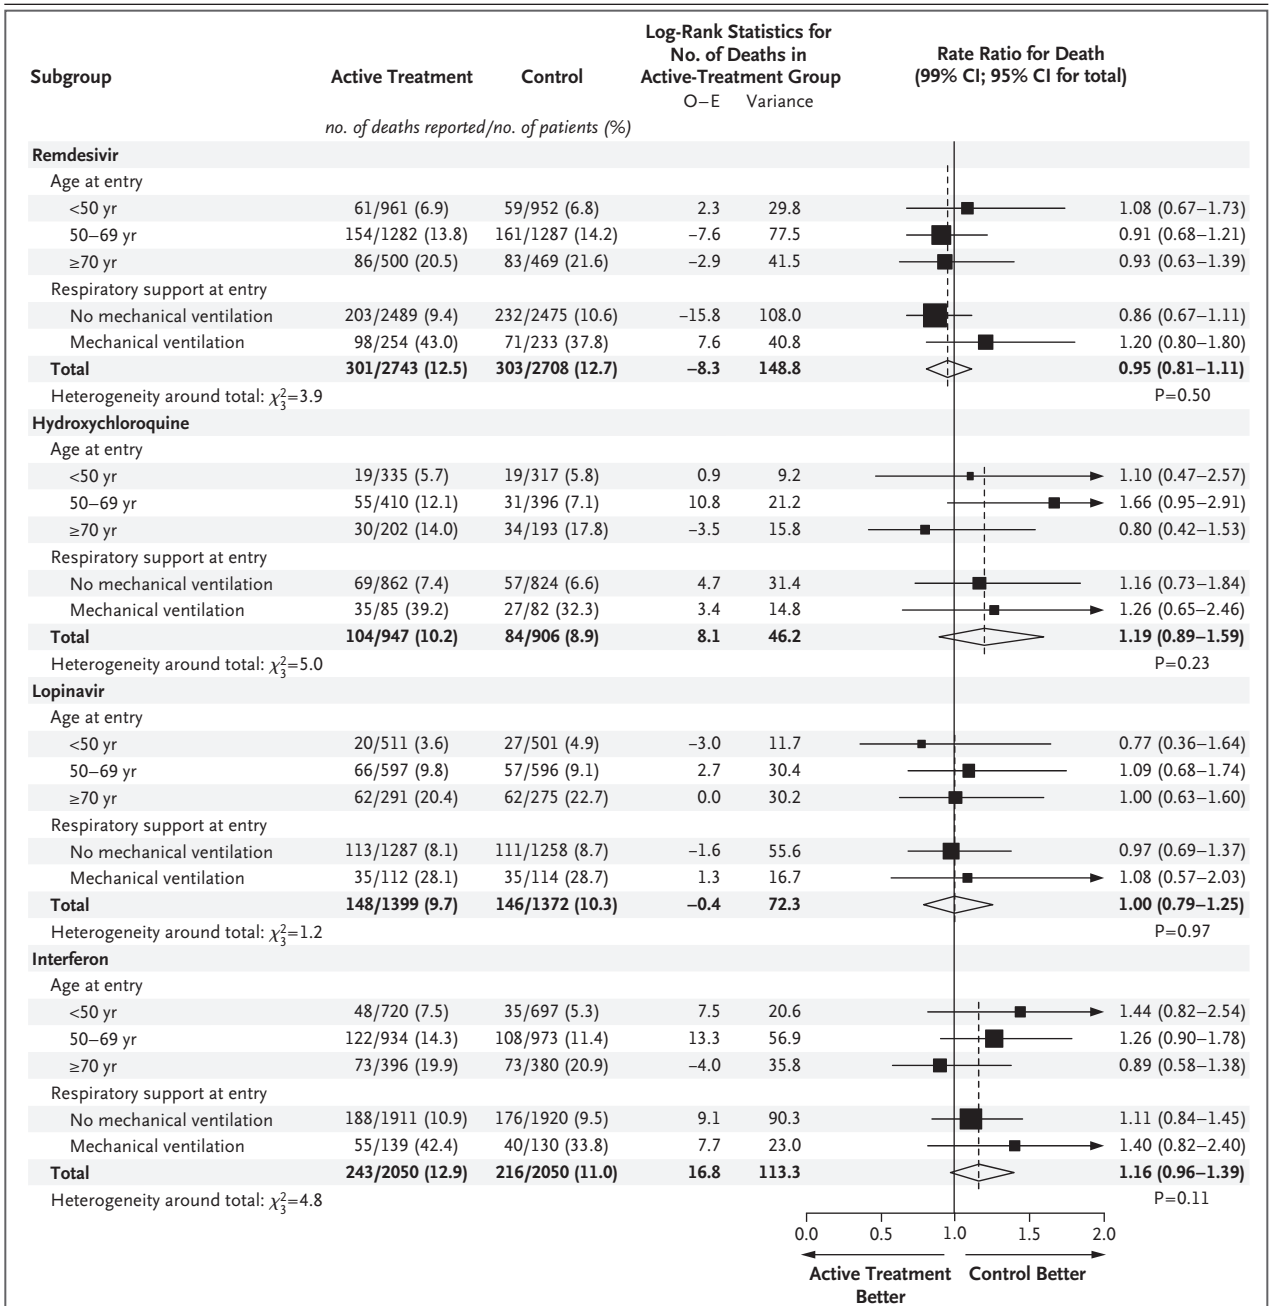 Subgroup Active Treatment Control Log-Rank Statistics for No. of Deaths in Active-Treatment Group Rate Ratio for Death (99% CI; 95% CI for total)
O–E Variance
no. of deaths reported/no. of patients (%)
Remdesivir
Age at entry
<50 yr 61/961 (6.9) 59/952 (6.8) 2.3 29.8 1.08 (0.67–1.73)
50–69 yr 154/1282 (13.8) 161/1287 (14.2) –7.6 77.5 0.91 (0.68–1.21)
≥70 yr 86/500 (20.5) 83/469 (21.6) –2.9 41.5 0.93 (0.63–1.39)
Respiratory support at entry
No mechanical ventilation 203/2489 (9.4) 232/2475 (10.6) –15.8 108.0 0.86 (0.67–1.11)
Mechanical ventilation 98/254 (43.0) 71/233 (37.8) 7.6 40.8 1.20 (0.80–1.80)
Total 301/2743 (12.5) 303/2708 (12.7) –8.3 148.8 0.95 (0.81–1.11)
Heterogeneity around total: χ²₃=3.9 P=0.50
Hydroxychloroquine
Age at entry
<50 yr 19/335 (5.7) 19/317 (5.8) 0.9 9.2 1.10 (0.47–2.57)
50–69 yr 55/410 (12.1) 31/396 (7.1) 10.8 21.2 1.66 (0.95–2.91)
≥70 yr 30/202 (14.0) 34/193 (17.8) –3.5 15.8 0.80 (0.42–1.53)
Respiratory support at entry
No mechanical ventilation 69/862 (7.4) 57/824 (6.6) 4.7 31.4 1.16 (0.73–1.84)
Mechanical ventilation 35/85 (39.2) 27/82 (32.3) 3.4 14.8 1.26 (0.65–2.46)
Total 104/947 (10.2) 84/906 (8.9) 8.1 46.2 1.19 (0.89–1.59)
Heterogeneity around total: χ²₃=5.0 P=0.23
Lopinavir
Age at entry
<50 yr 20/511 (3.6) 27/501 (4.9) –3.0 11.7 0.77 (0.36–1.64)
50–69 yr 66/597 (9.8) 57/596 (9.1) 2.7 30.4 1.09 (0.68–1.74)
≥70 yr 62/291 (20.4) 62/275 (22.7) 0.0 30.2 1.00 (0.63–1.60)
Respiratory support at entry
No mechanical ventilation 113/1287 (8.1) 111/1258 (8.7) –1.6 55.6 0.97 (0.69–1.37)
Mechanical ventilation 35/112 (28.1) 35/114 (28.7) 1.3 16.7 1.08 (0.57–2.03)
Total 148/1399 (9.7) 146/1372 (10.3) –0.4 72.3 1.00 (0.79–1.25)
Heterogeneity around total: χ²₃=1.2 P=0.97
Interferon
Age at entry
<50 yr 48/720 (7.5) 35/697 (5.3) 7.5 20.6 1.44 (0.82–2.54)
50–69 yr 122/934 (14.3) 108/973 (11.4) 13.3 56.9 1.26 (0.90–1.78)
≥70 yr 73/396 (19.9) 73/380 (20.9) –4.0 35.8 0.89 (0.58–1.38)
Respiratory support at entry
No mechanical ventilation 188/1911 (10.9) 176/1920 (9.5) 9.1 90.3 1.11 (0.84–1.45)
Mechanical ventilation 55/139 (42.4) 40/130 (33.8) 7.7 23.0 1.40 (0.82–2.40)
Total 243/2050 (12.9) 216/2050 (11.0) 16.8 113.3 1.16 (0.96–1.39)
Heterogeneity around total: χ²₃=4.8 P=0.11
0.0 0.5 1.0 1.5 2.0
Active Treatment Better Control Better